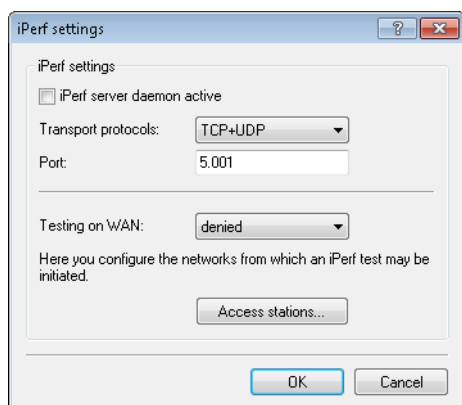 iPerf settings
iPerf settings
iPerf server daemon active
Transport protocols: TCP+UDP
Port: 5.001
Testing on WAN: denied
Here you configure the networks from which an iPerf test may be
initiated.
Access stations...
OK Cancel